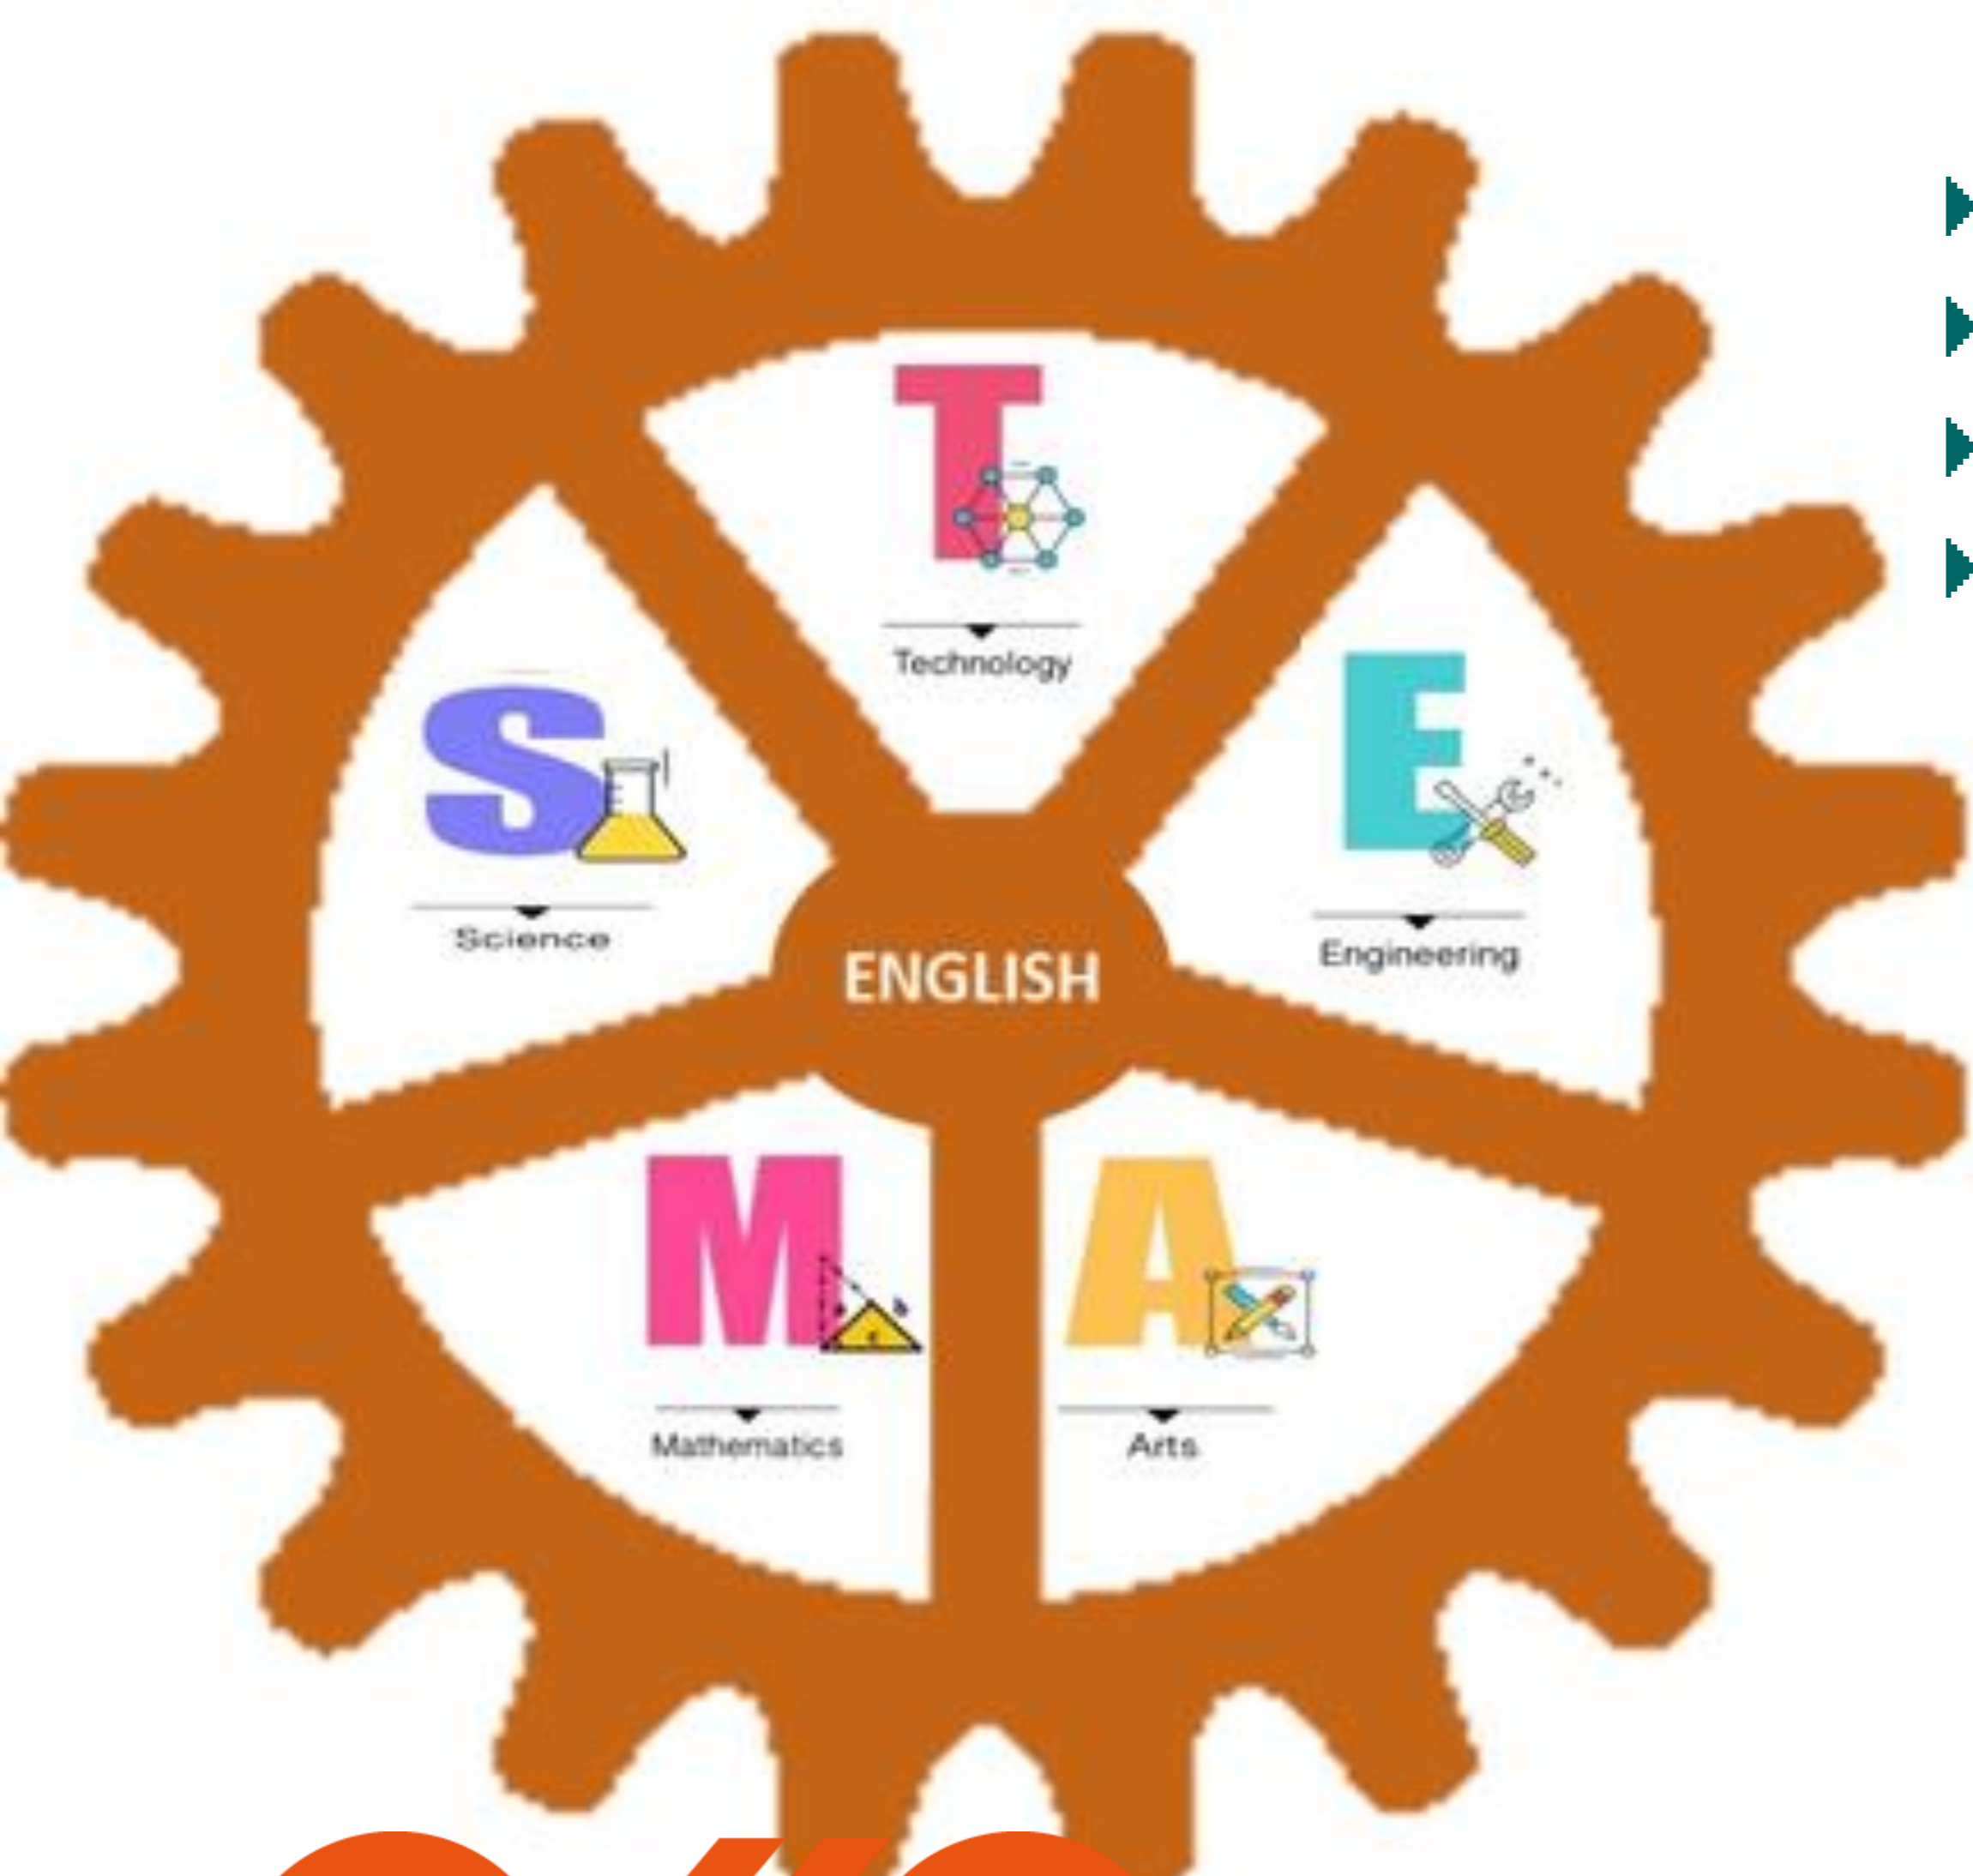 T
Technology
S
Science
E
Engineering
ENGLISH
M
Mathematics
A
Arts